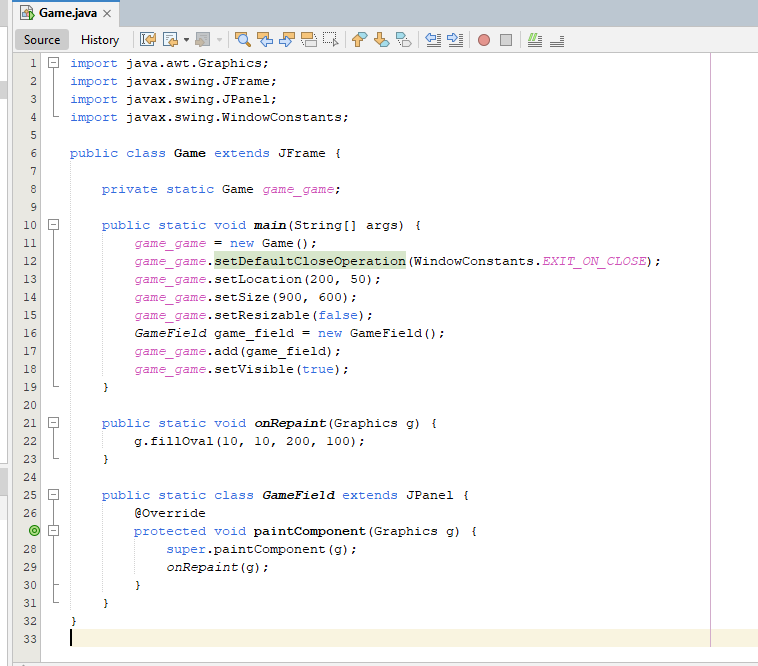 Game.java
Source History
1 import java.awt.Graphics;
2 import javax.swing.JFrame;
3 import javax.swing.JPanel;
4 import javax.swing.WindowConstants;
5
6 public class Game extends JFrame {
7
8 private static Game game_game;
9
10 public static void main(String[] args) {
11 game_game = new Game();
12 game_game.setDefaultCloseOperation(WindowConstants.EXIT_ON_CLOSE);
13 game_game.setLocation(200, 50);
14 game_game.setSize(900, 600);
15 game_game.setResizable(false);
16 GameField game_field = new GameField();
17 game_game.add(game_field);
18 game_game.setVisible(true);
19 }
20
21 public static void onRepaint(Graphics g) {
22 g.fillOval(10, 10, 200, 100);
23 }
24
25 public static class GameField extends JPanel {
26 @Override
protected void paintComponent(Graphics g) {
28 super.paintComponent(g);
29 onRepaint(g);
30 }
31 }
32 }
33